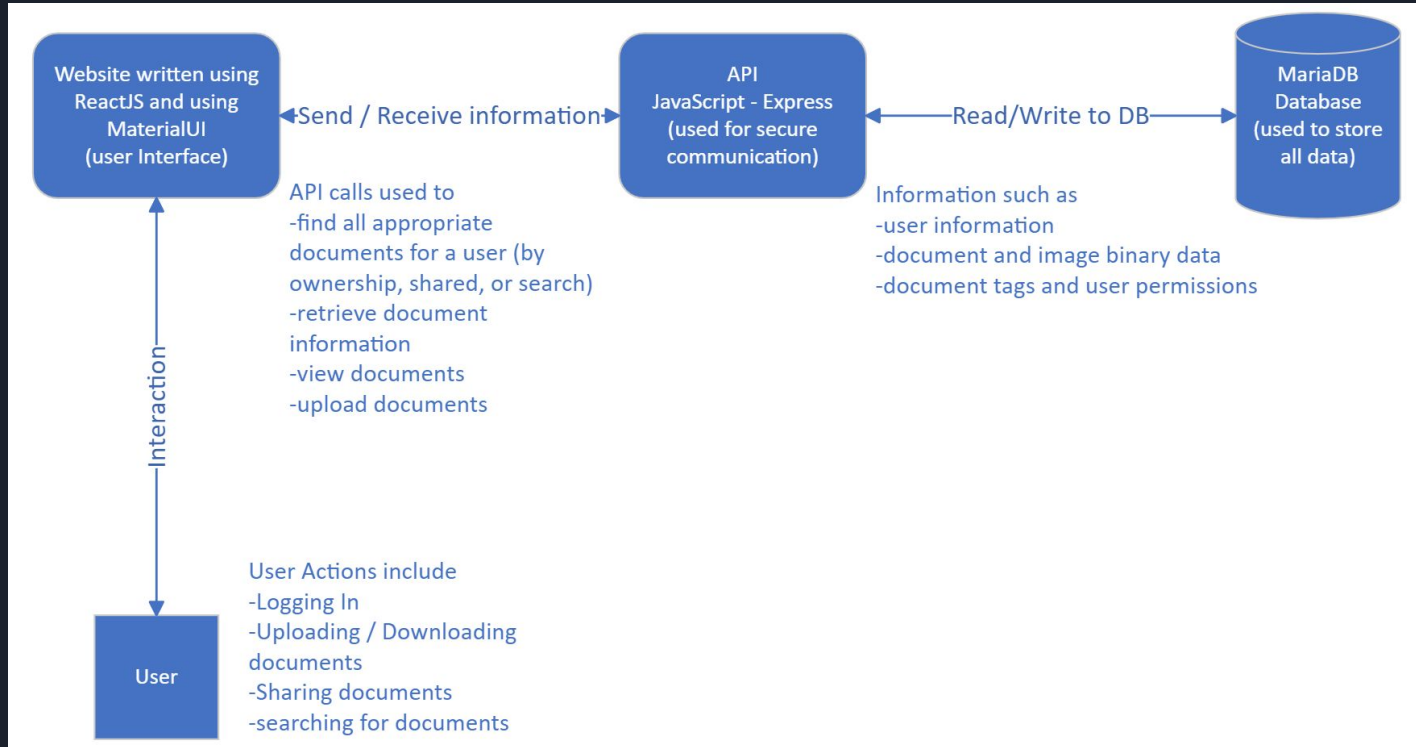 Website written using
ReactJS and using
MaterialUI
(user Interface)
Send / Receive information
API
JavaScript - Express
(used for secure
communication)
Read/Write to DB
MariaDB
Database
(used to store
all data)
API calls used to
-find all appropriate
documents for a user (by
ownership, shared, or search)
-retrieve document
information
-view documents
-upload documents
Information such as
-user information
-document and image binary data
-document tags and user permissions
Interaction
User
User Actions include
-Logging In
-Uploading / Downloading
documents
-Sharing documents
-searching for documents